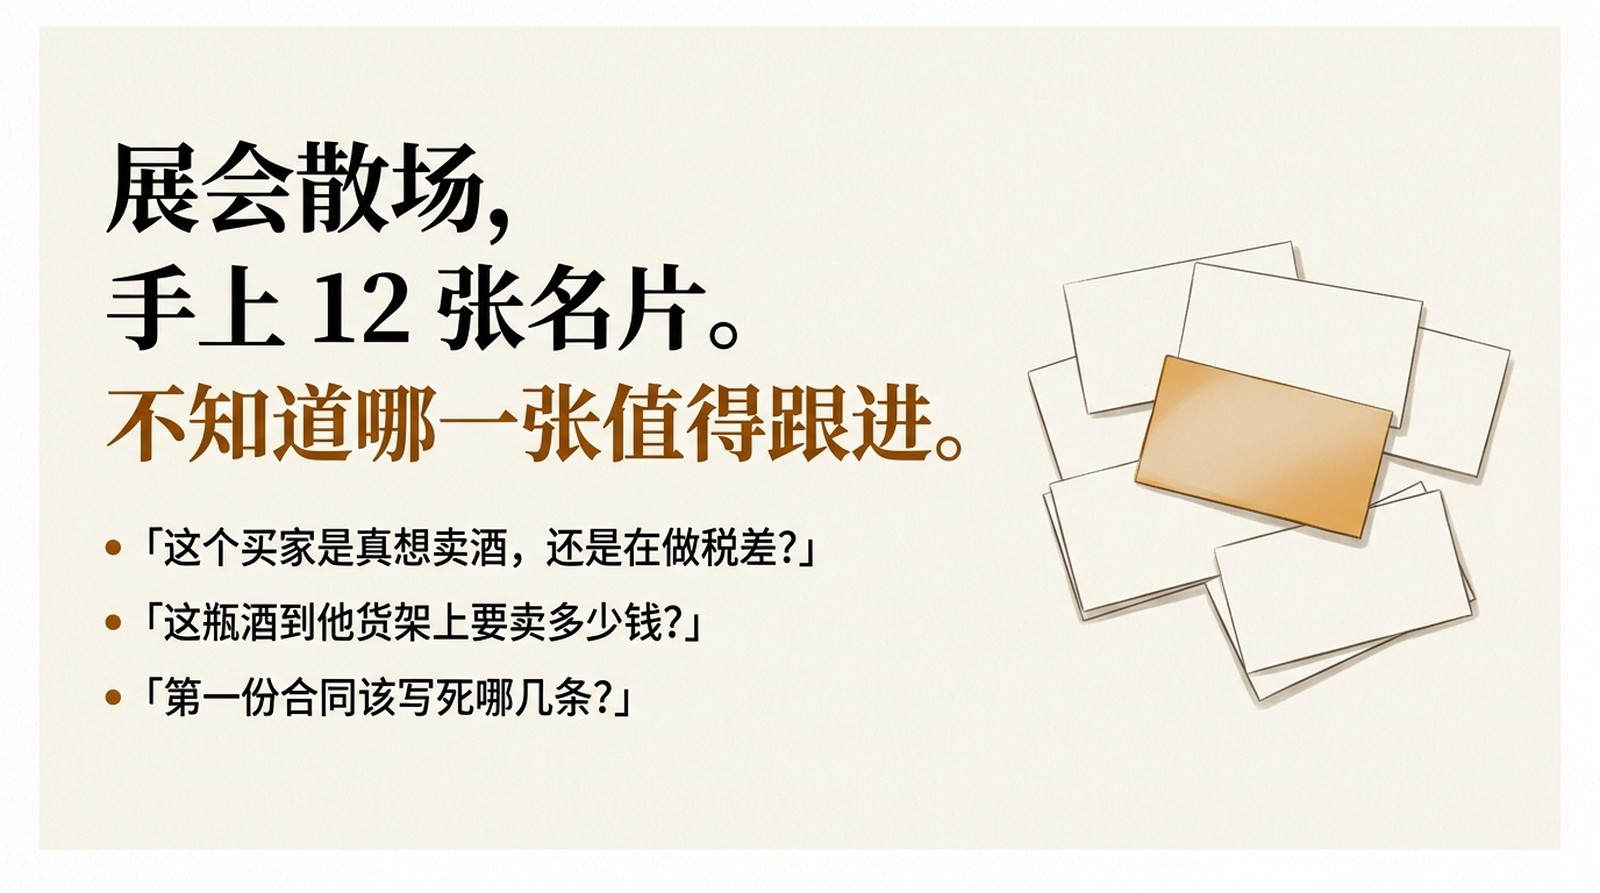 展会散场，
手上 12 张名片。
不知道哪一张值得跟进。
•「这个买家是真想卖酒，还是在做税差？」
•「这瓶酒到他货架上要卖多少钱？」
•「第一份合同该写死哪几条？」